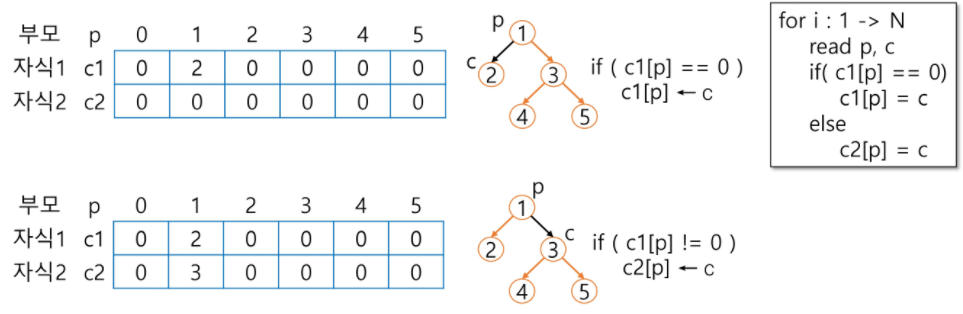 부모 p 0 1 2 3 4 5
자식1 c1 0 2 0 0 0 0
자식2 c2 0 0 0 0 0 0
p
1
c
2
3
4
5
if ( c1[p] == 0 )
c1[p] ← c
for i : 1 -> N
read p, c
if( c1[p] == 0)
c1[p] = c
else
c2[p] = c
부모 p 0 1 2 3 4 5
자식1 c1 0 2 0 0 0 0
자식2 c2 0 3 0 0 0 0
p
1
c
2
3
4
5
if ( c1[p] != 0 )
c2[p] ← c